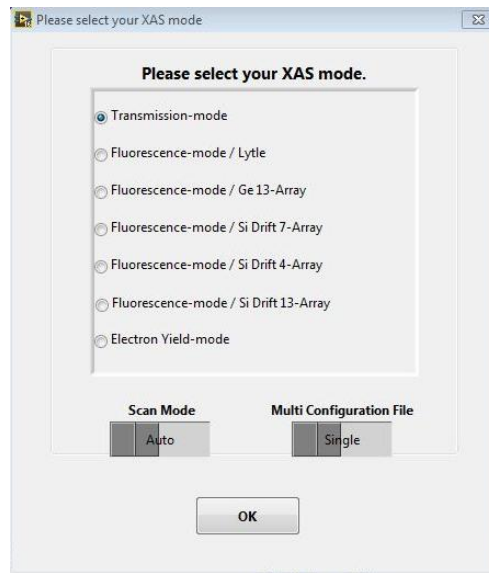 Please select your XAS mode
Please select your XAS mode.
Transmission-mode
Fluorescence-mode / Lytle
Fluorescence-mode / Ge 13-Array
Fluorescence-mode / Si Drift 7-Array
Fluorescence-mode / Si Drift 4-Array
Fluorescence-mode / Si Drift 13-Array
Electron Yield-mode
Scan Mode Multi Configuration File
Auto Single
OK